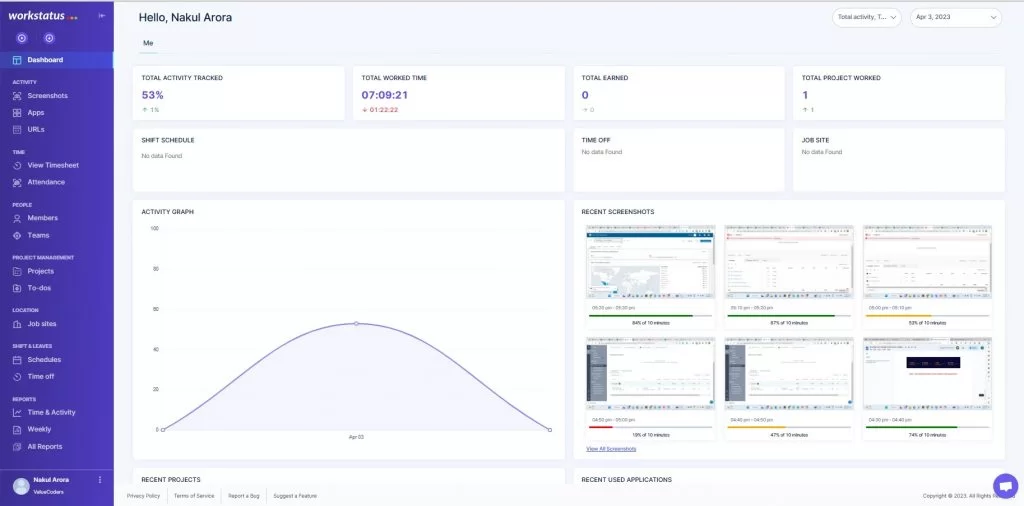 workstatus
Dashboard
ACTIVITY
Screenshots
Apps
URLs
TIME
View Timesheet
Attendance
PEOPLE
Members
Teams
PROJECT MANAGEMENT
Projects
To-dos
LOCATION
Job sites
SHIFT & LEAVES
Schedules
Time off
REPORTS
Time & Activity
Weekly
All Reports
Nakul Arora
ValueCoders
Hello, Nakul Arora
Total activity, T...
Apr 3, 2023
Me
TOTAL ACTIVITY TRACKED
53%
↑ 1%
TOTAL WORKED TIME
07:09:21
↓ 01:22:22
TOTAL EARNED
0
→ 0
TOTAL PROJECT WORKED
1
↑ 1
SHIFT SCHEDULE
No data Found
TIME OFF
No data Found
JOB SITE
No data Found
ACTIVITY GRAPH
100
80
60
40
20
0
Apr 03
RECENT SCREENSHOTS
05:20 pm - 05:30 pm
84% of 10 minutes
05:10 pm - 05:20 pm
87% of 10 minutes
05:00 pm - 05:10 pm
53% of 10 minutes
04:50 pm - 05:00 pm
19% of 10 minutes
04:40 pm - 04:50 pm
47% of 10 minutes
04:30 pm - 04:40 pm
74% of 10 minutes
View All Screenshots
RECENT PROJECTS
RECENT USED APPLICATIONS
Privacy Policy
Terms of Service
Report a Bug
Suggest a Feature
Copyright © 2023. All Rights